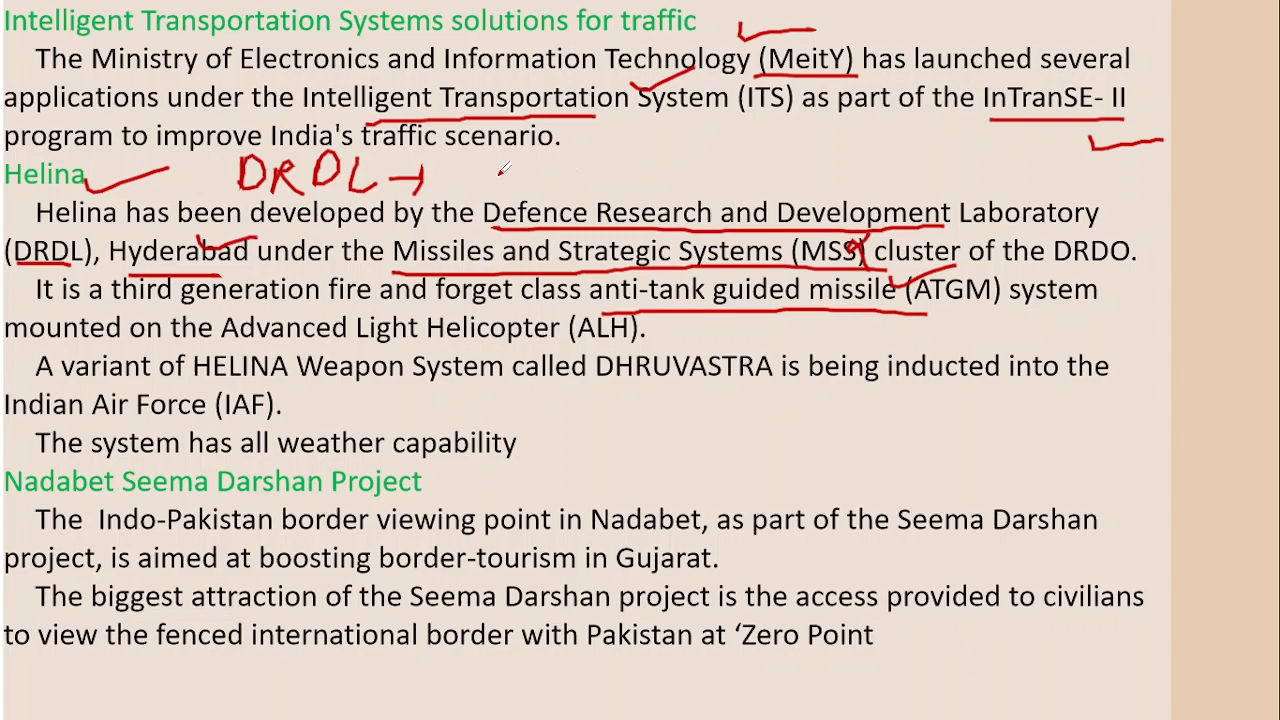 Intelligent Transportation Systems solutions for traffic
The Ministry of Electronics and Information Technology (MeitY) has launched several
applications under the Intelligent Transportation System (ITS) as part of the InTranSE- II
program to improve India's traffic scenario.
Helina DRDL →
Helina has been developed by the Defence Research and Development Laboratory
(DRDL), Hyderabad under the Missiles and Strategic Systems (MSS) cluster of the DRDO.
It is a third generation fire and forget class anti-tank guided missile (ATGM) system
mounted on the Advanced Light Helicopter (ALH).
A variant of HELINA Weapon System called DHRUVASTRA is being inducted into the
Indian Air Force (IAF).
The system has all weather capability
Nadabet Seema Darshan Project
The Indo-Pakistan border viewing point in Nadabet, as part of the Seema Darshan
project, is aimed at boosting border-tourism in Gujarat.
The biggest attraction of the Seema Darshan project is the access provided to civilians
to view the fenced international border with Pakistan at ‘Zero Point